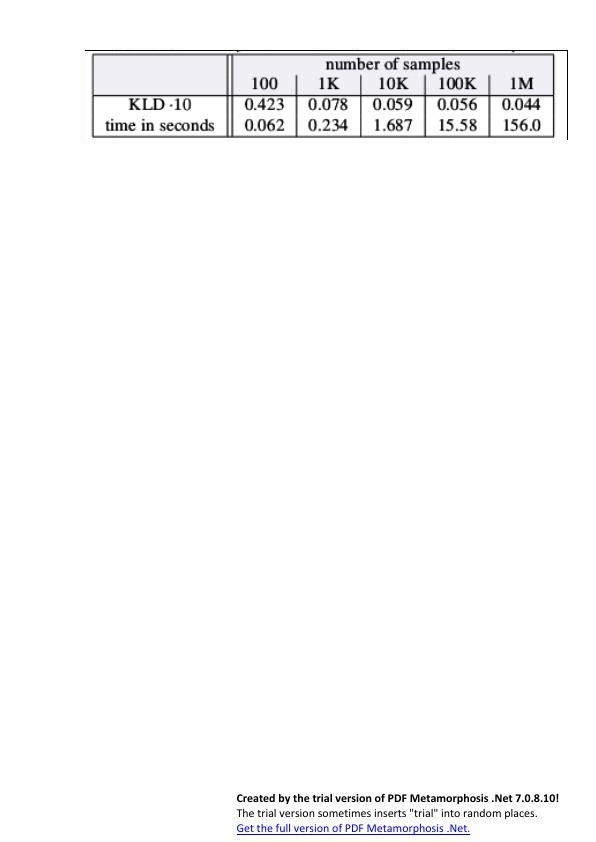 number of samples
100 1K 10K 100K 1M
KLD ·10 0.423 0.078 0.059 0.056 0.044
time in seconds 0.062 0.234 1.687 15.58 156.0
Created by the trial version of PDF Metamorphosis .Net 7.0.8.10!
The trial version sometimes inserts "trial" into random places.
Get the full version of PDF Metamorphosis .Net.